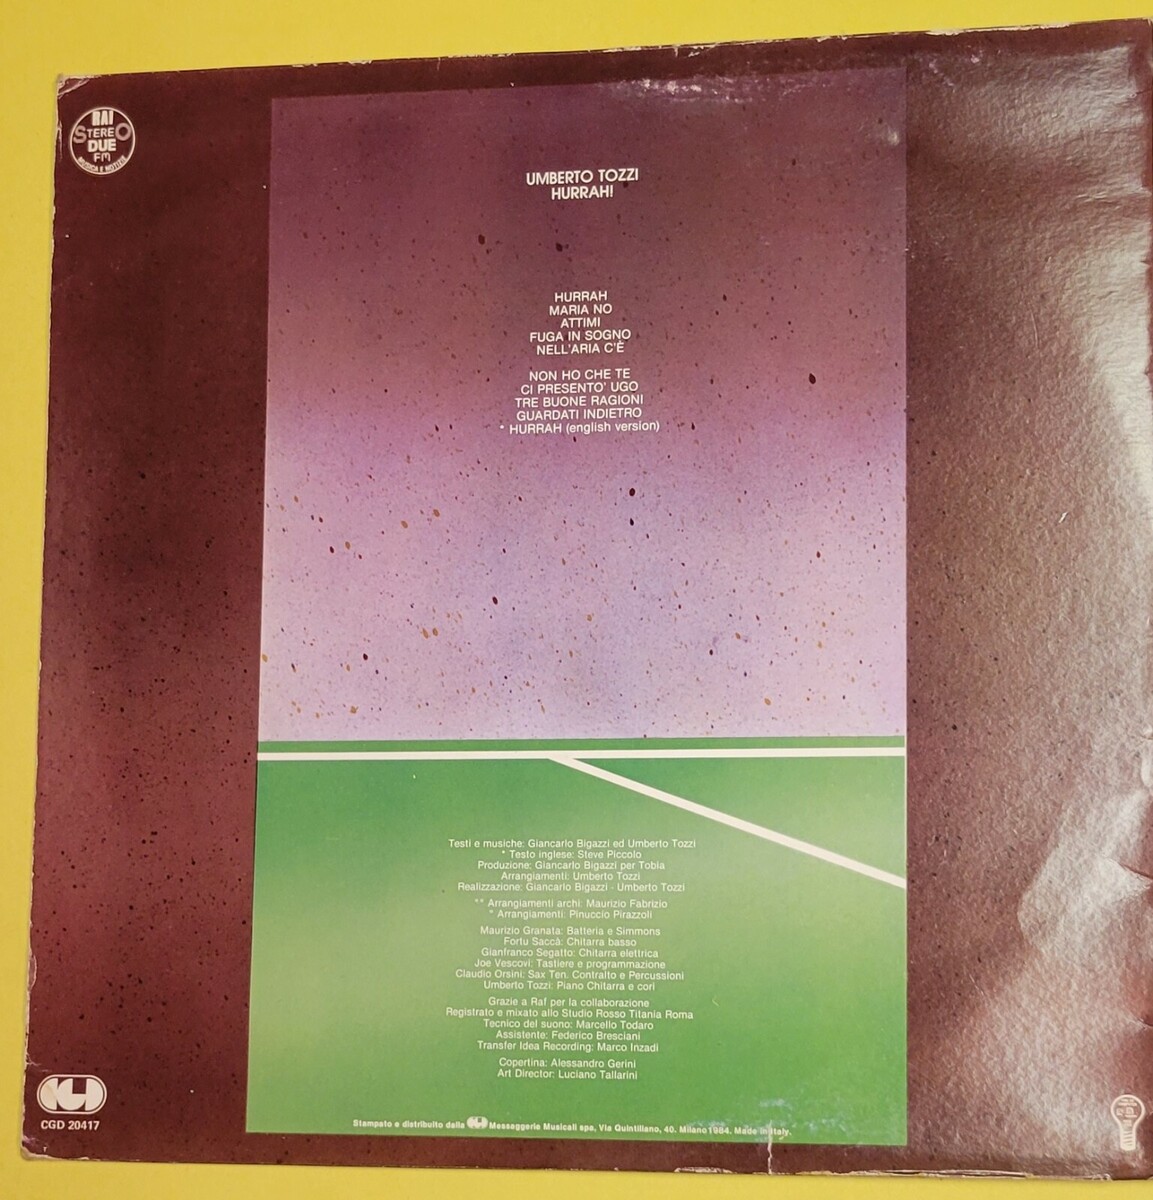 RAI
STEREO
DUE
FM
MUSICA E NOTIZIE
UMBERTO TOZZI
HURRAH!
HURRAH
MARIA NO
ATTIMI
FUGA IN SOGNO
NELL'ARIA C'È
NON HO CHE TE
CI PRESENTO' UGO
TRE BUONE RAGIONI
GUARDATI INDIETRO
* HURRAH (english version)
Testi e musiche: Giancarlo Bigazzi ed Umberto Tozzi
* Testo inglese: Steve Piccolo
Produzione: Giancarlo Bigazzi per Tobia
Arrangiamenti: Umberto Tozzi
Realizzazione: Giancarlo Bigazzi - Umberto Tozzi
** Arrangiamenti archi: Maurizio Fabrizio
* Arrangiamenti: Pinuccio Pirazzoli
Maurizio Granata: Batteria e Simmons
Fortu Saccà: Chitarra basso
Gianfranco Segatto: Chitarra elettrica
Joe Vescovi: Tastiere e programmazione
Claudio Orsini: Sax Ten. Contralto e Percussioni
Umberto Tozzi: Piano Chitarra e cori
Grazie a Raf per la collaborazione
Registrato e mixato allo Studio Rosso Titania Roma
Tecnico del suono: Marcello Todaro
Assistente: Federico Bresciani
Transfer Idea Recording: Marco Inzadi
Copertina: Alessandro Gerini
Art Director: Luciano Tallarini
CGD 20417
Stampato e distribuito dalla CGD Messaggerie Musicali spa, Via Quintiliano, 40. Milano 1984. Made in Italy.